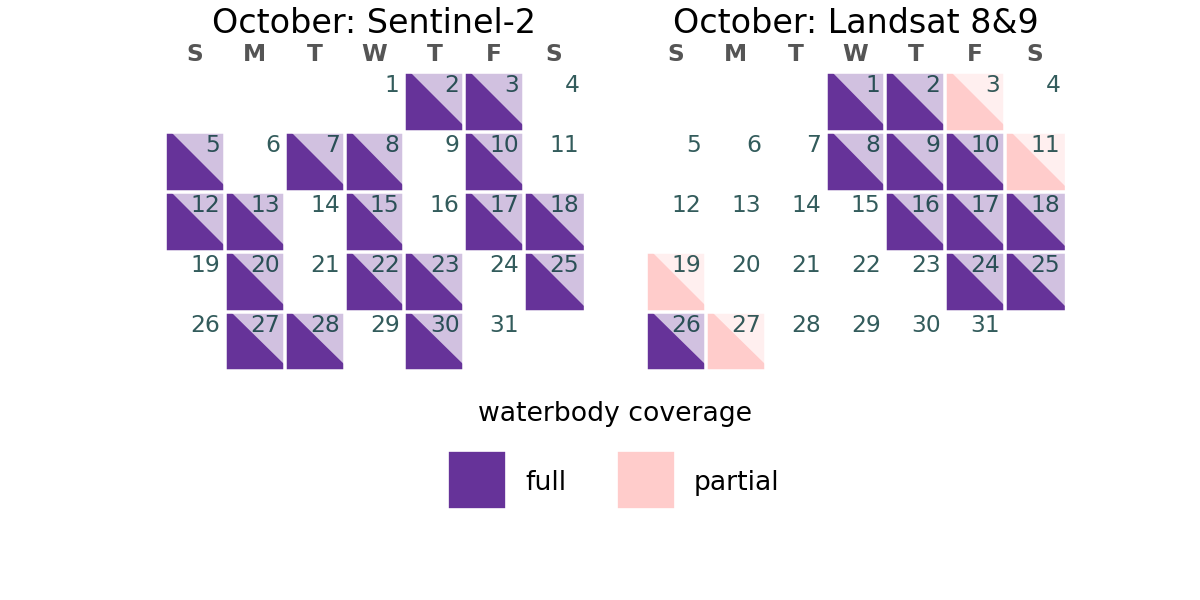 October: Sentinel-2
S M T W T F S
1 2 3 4
5 6 7 8 9 10 11
12 13 14 15 16 17 18
19 20 21 22 23 24 25
26 27 28 29 30 31
October: Landsat 8&9
S M T W T F S
1 2 3 4
5 6 7 8 9 10 11
12 13 14 15 16 17 18
19 20 21 22 23 24 25
26 27 28 29 30 31
waterbody coverage
full partial